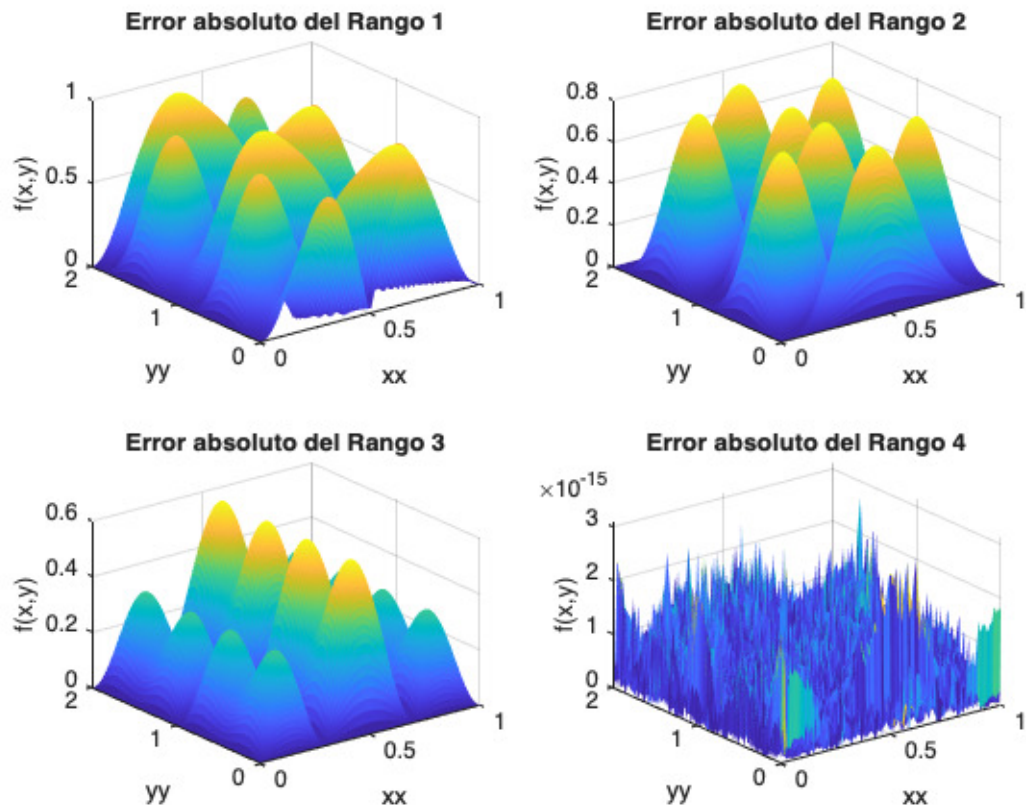 Error absoluto del Rango 1
1
0.5
0
f(x,y)
2
1
0
yy
0
0.5
1
xx
Error absoluto del Rango 2
0.8
0.6
0.4
0.2
0
f(x,y)
2
1
0
yy
0
0.5
1
xx
Error absoluto del Rango 3
0.6
0.4
0.2
0
f(x,y)
2
1
0
yy
0
0.5
1
xx
Error absoluto del Rango 4
×10⁻¹⁵
3
2
1
0
f(x,y)
2
1
0
yy
0
0.5
1
xx